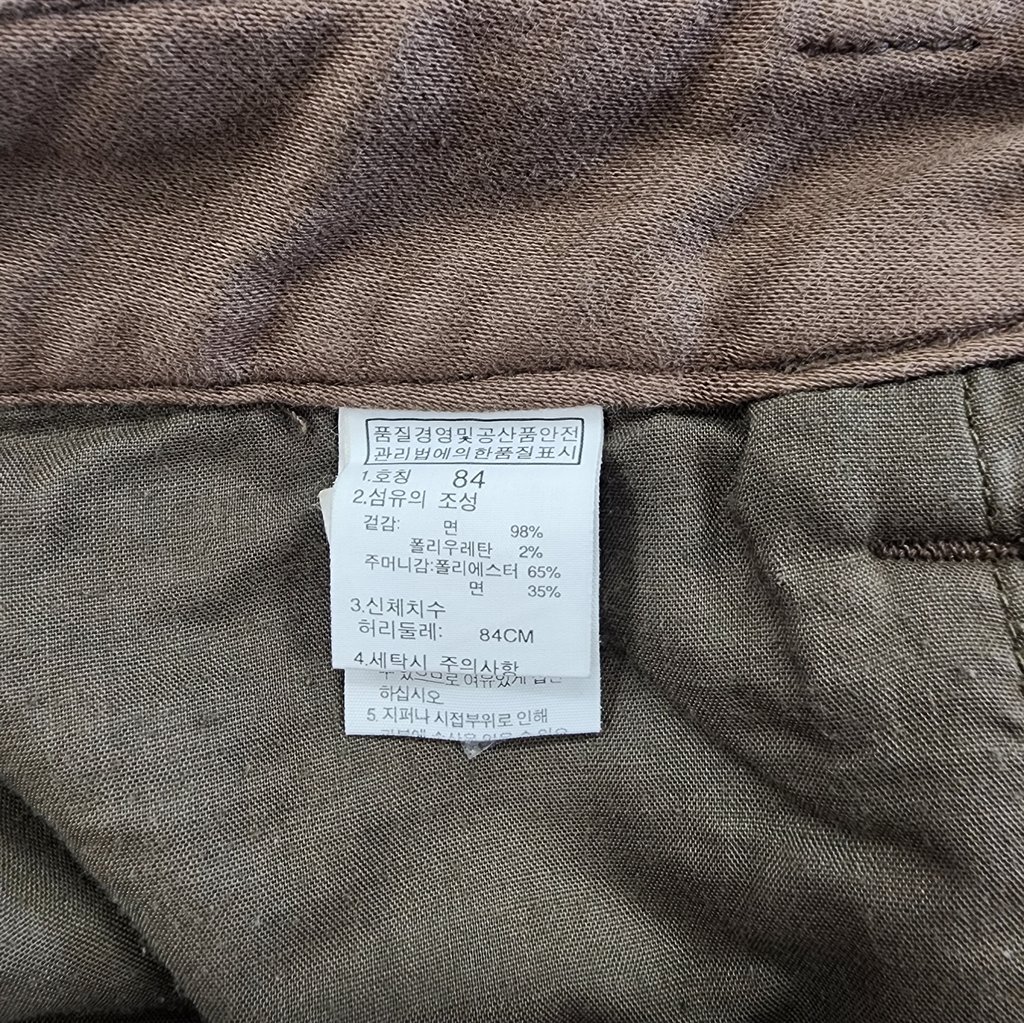 품질경영및공산품안전
관리법에의한품질표시
1.호칭 84
2.섬유의 조성
겉감: 면 98%
폴리우레탄 2%
주머니감:폴리에스터 65%
면 35%
3.신체치수
허리둘레: 84CM
4.세탁시 주의사항
하십시오
5. 지퍼나 시접부위로 인해